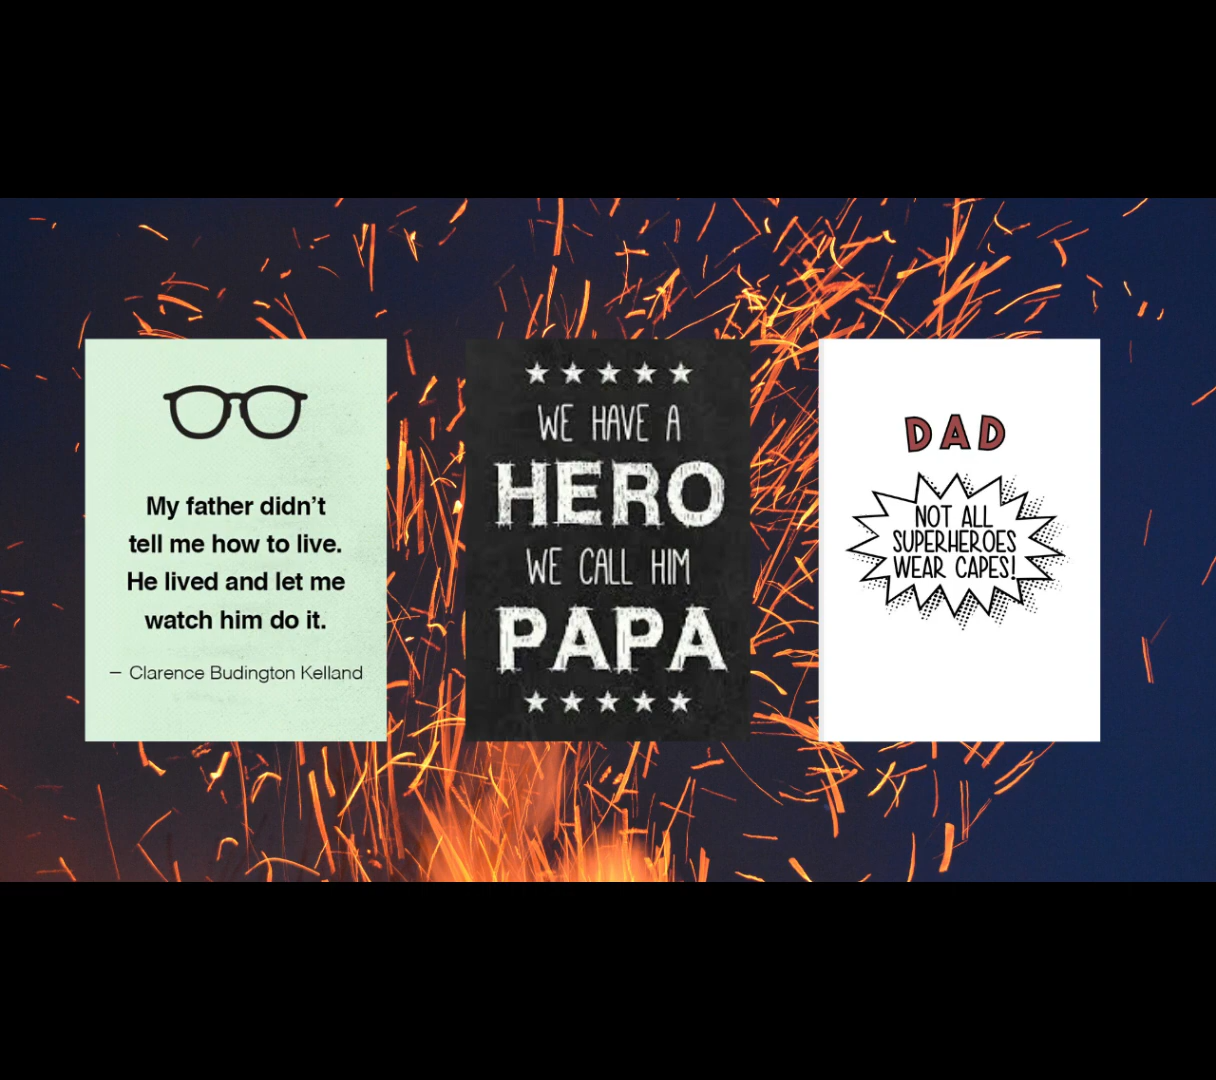 My father didn’t
tell me how to live.
He lived and let me
watch him do it.
– Clarence Budington Kelland
WE HAVE A
HERO
WE CALL HIM
PAPA
DAD
NOT ALL
SUPERHEROES
WEAR CAPES!